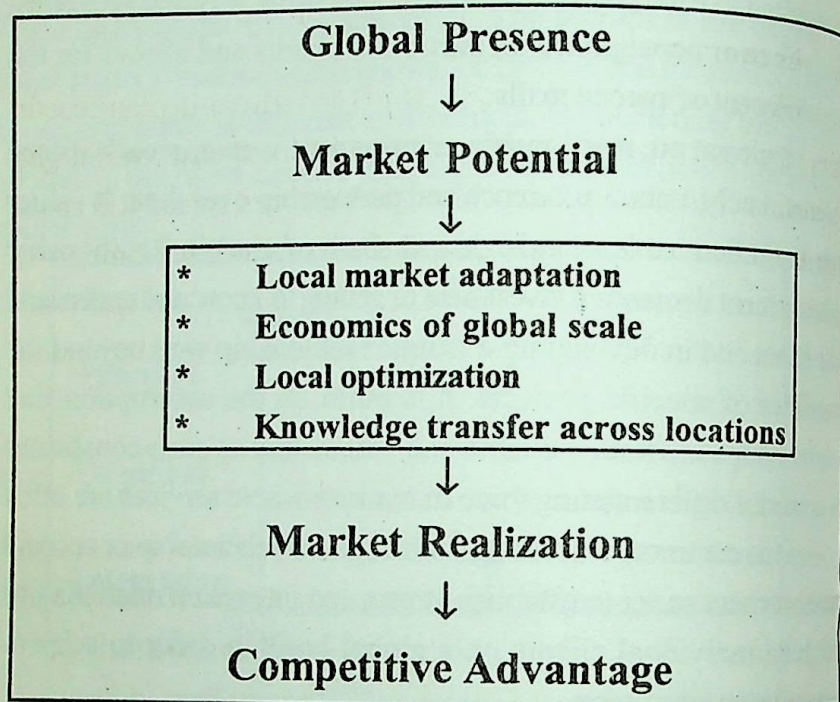 Global Presence
↓
Market Potential
↓
* Local market adaptation
* Economics of global scale
* Local optimization
* Knowledge transfer across locations
↓
Market Realization
↓
Competitive Advantage